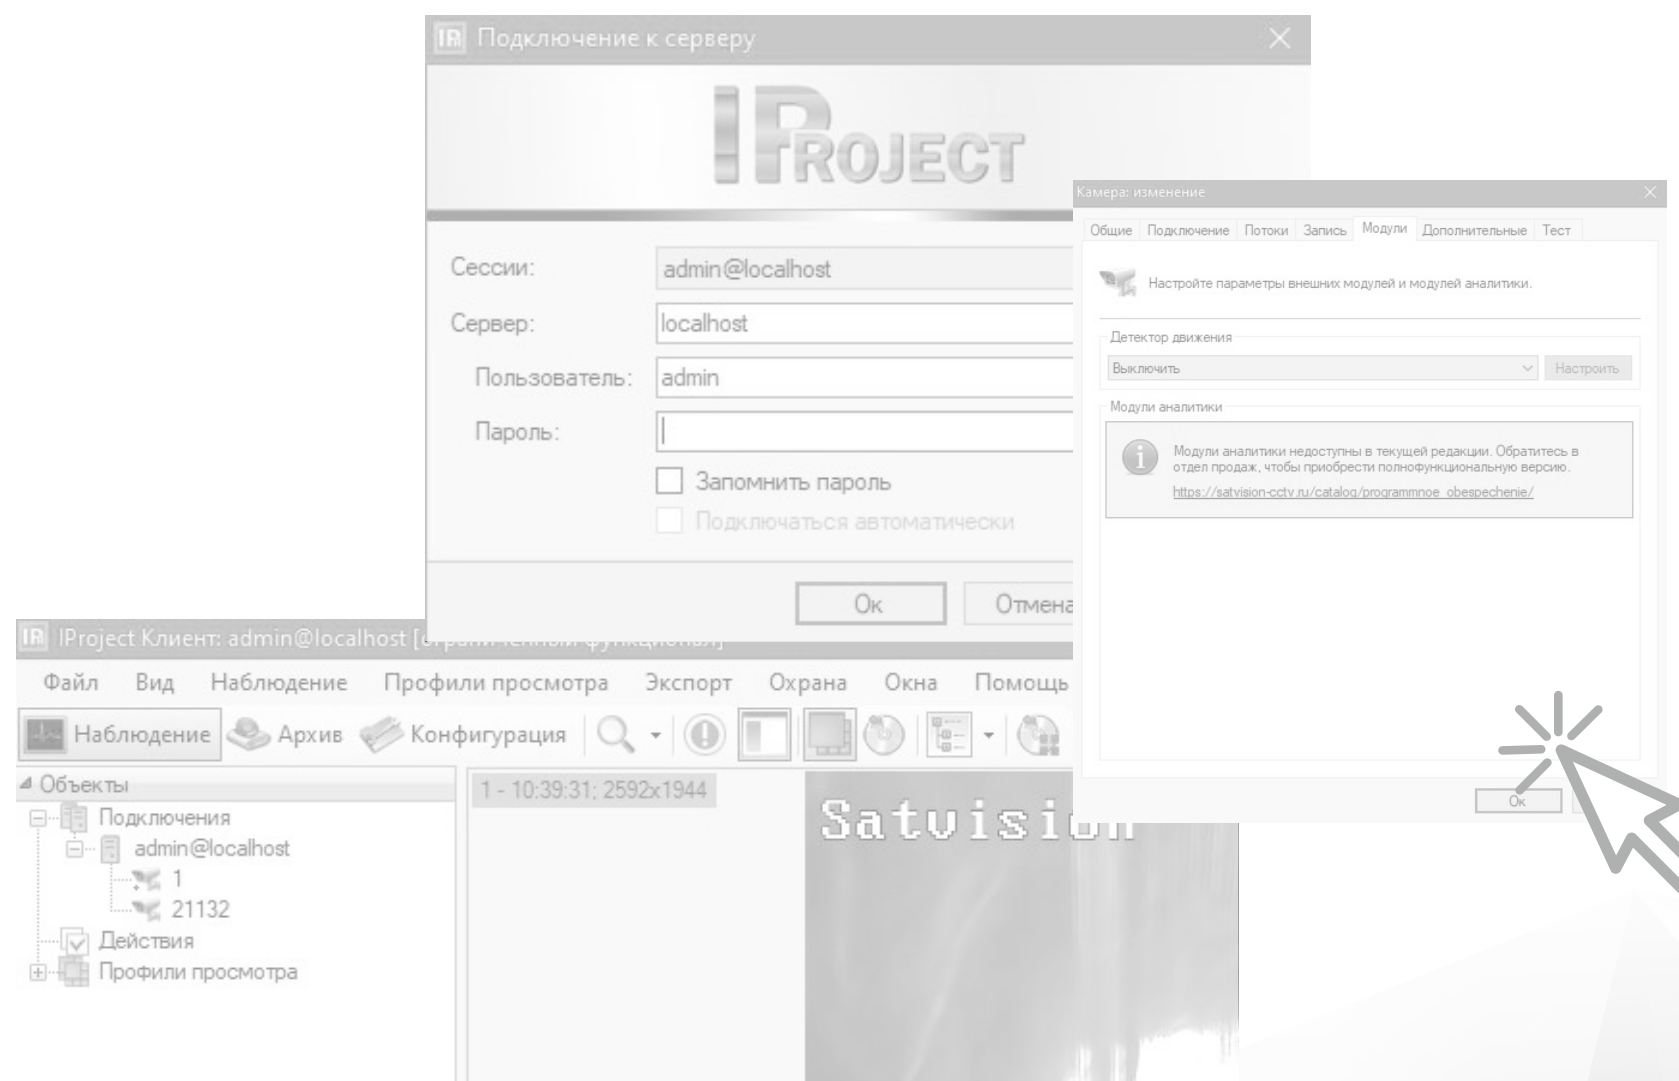 Подключение к серверу
IPROJECT
Сессии:
admin@localhost
Сервер:
localhost
Пользователь:
admin
Пароль:
Запомнить пароль
Подключаться автоматически
Ок
Отмена
Камера: изменение
Общие Подключение Потоки Запись Модули Дополнительные Тест
Настройте параметры внешних модулей и модулей аналитики.
Детектор движения
Выключить
Настроить
Модули аналитики
Модули аналитики недоступны в текущей редакции. Обратитесь в
отдел продаж, чтобы приобрести полнофункциональную версию.
https://satvision-cctv.ru/catalog/programmnoe_obespechenie/
Ок
IProject Клиент: admin@localhost [ограниченный функционал]
Файл Вид Наблюдение Профили просмотра Экспорт Охрана Окна Помощь
Наблюдение Архив Конфигурация
Объекты
Подключения
admin@localhost
1
21132
Действия
Профили просмотра
1 - 10:39:31; 2592x1944
Satvision